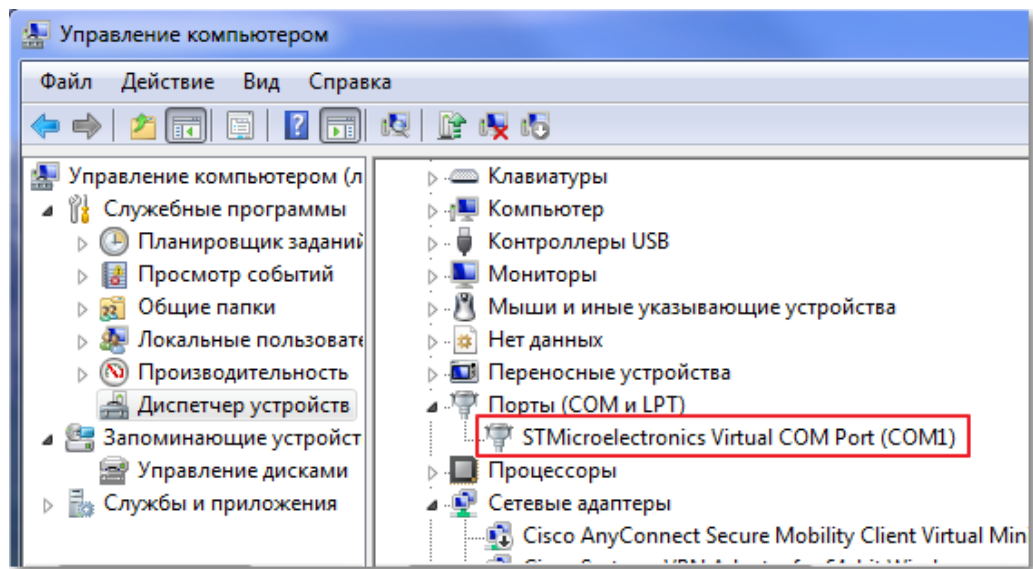 Управление компьютером
Файл Действие Вид Справка
Управление компьютером (л
Служебные программы
Планировщик заданий
Просмотр событий
Общие папки
Локальные пользовате
Производительность
Диспетчер устройств
Запоминающие устройст
Управление дисками
Службы и приложения
Клавиатуры
Компьютер
Контроллеры USB
Мониторы
Мыши и иные указывающие устройства
Нет данных
Переносные устройства
Порты (COM и LPT)
STMicroelectronics Virtual COM Port (COM1)
Процессоры
Сетевые адаптеры
Cisco AnyConnect Secure Mobility Client Virtual Min